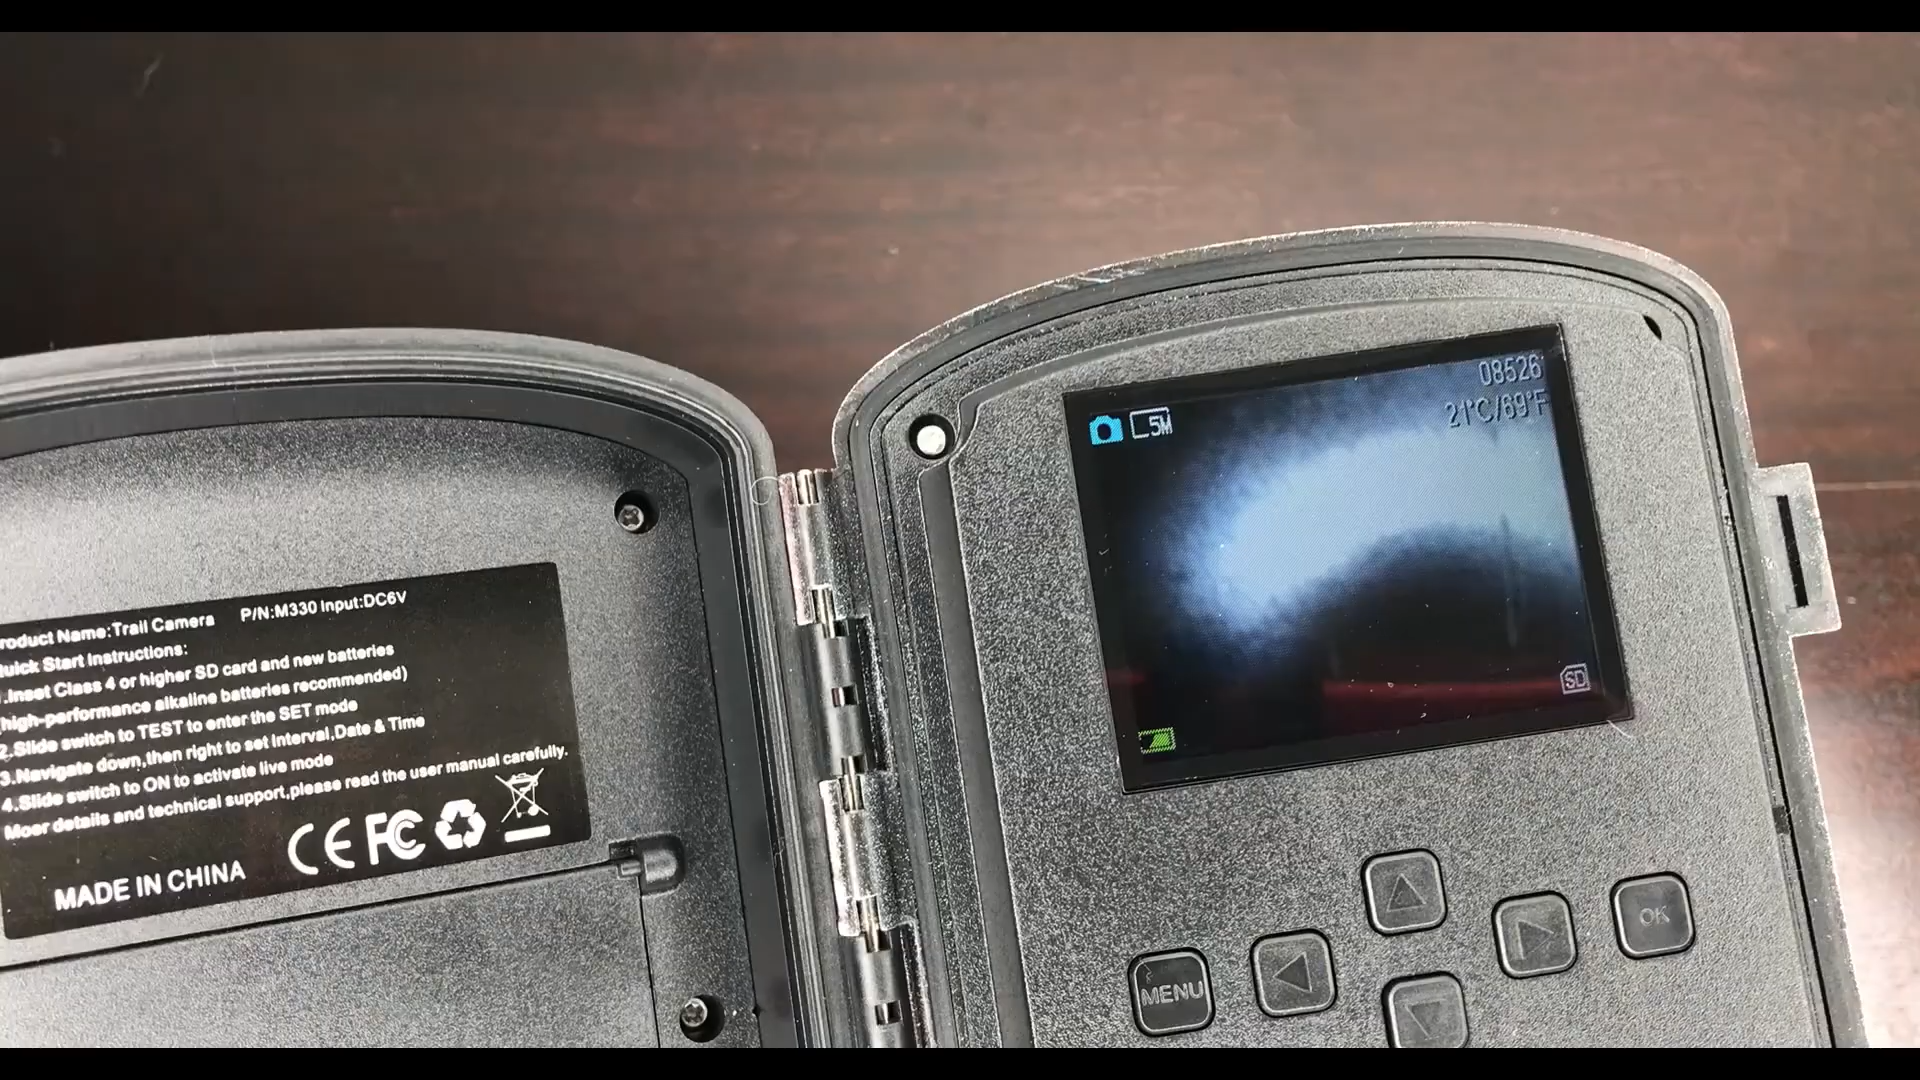 roduct Name:Trail Camera P/N:M330 Input:DC6V
uick Start Instructions:
.Inset Class 4 or higher SD card and new batteries
(high-performance alkaline batteries recommended)
2.Slide switch to TEST to enter the SET mode
3.Navigate down,then right to set Interval,Date & Time
4.Slide switch to ON to activate live mode
Moer details and technical support,please read the user manual carefully.
CE FC
MADE IN CHINA
5M
08526
21°C/69°F
SD
MENU
OK